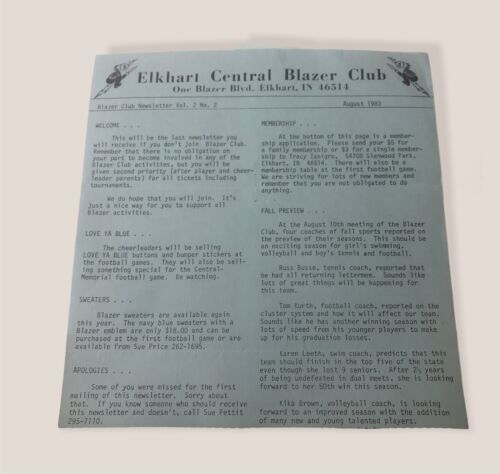 Elkhart Central Blazer Club
One Blazer Blvd. Elkhart, IN 46514
Blazer Club Newsletter Vol. 2 No. 2
August 1983
WELCOME . . .
This will be the last newsletter you
will receive if you don't join Blazer Club.
Remember that there is no obligation on
your part to become involved in any of the
Blazer Club activities, but you will be
given second priority (after player and cheer-
leader parents) for all tickets including
tournaments.
We do hope that you will join. It's
just a nice way for you to support all
Blazer activities.
LOVE YA BLUE . . .
The cheerleaders will be selling
LOVE YA BLUE buttons and bumper stickers at
the football games. They will also be sell-
ing something special for the Central-
Memorial football game. Be watching.
SWEATERS . . .
Blazer sweaters are available again
this year. The navy blue sweaters with a
Blazer emblem are only $18.00 and can be
purchased at the first football game or are
available from Sue Price 262-1695.
APOLOGIES . . .
Some of you were missed for the first
mailing of this newsletter. Sorry about
that. If you know someone who should receive
this newsletter and doesn't, call Sue Pettit
295-7110.
MEMBERSHIP . . .
At the bottom of this page is a member-
ship application. Please send your $5 for
a family membership or $3 for a single member-
ship to Tracy Ianigro, 54708 Glenwood Park,
Elkhart, IN 46514. There will also be a
membership table at the first football game.
We are striving for lots of new members and
remember that you are not obligated to do
anything.
FALL PREVIEW . . .
At the August 10th meeting of the Blazer
Club, four coaches of fall sports reported on
the preview of their seasons. This should be
an exciting season for girl's swimming,
volleyball and boy's tennis and football.
Russ Busse, tennis coach, reported that
he had all returning lettermen. Sounds like
lots of great things will be happening for
this team.
Tom Kurth, football coach, reported on the
cluster system and how it will affect our team.
Sounds like he has another winning season with
lots of speed from his younger players to make
up for his graduation losses.
Karen Leeth, swim coach, predicts that this
team should finish in the top five of the state
even though she lost 9 seniors. After 2½ years
of being undefeated in dual meets, she is looking
forward to her 50th win this season.
Kika Brown, volleyball coach, is looking
forward to an improved season with the addition
of many new and young talented players.